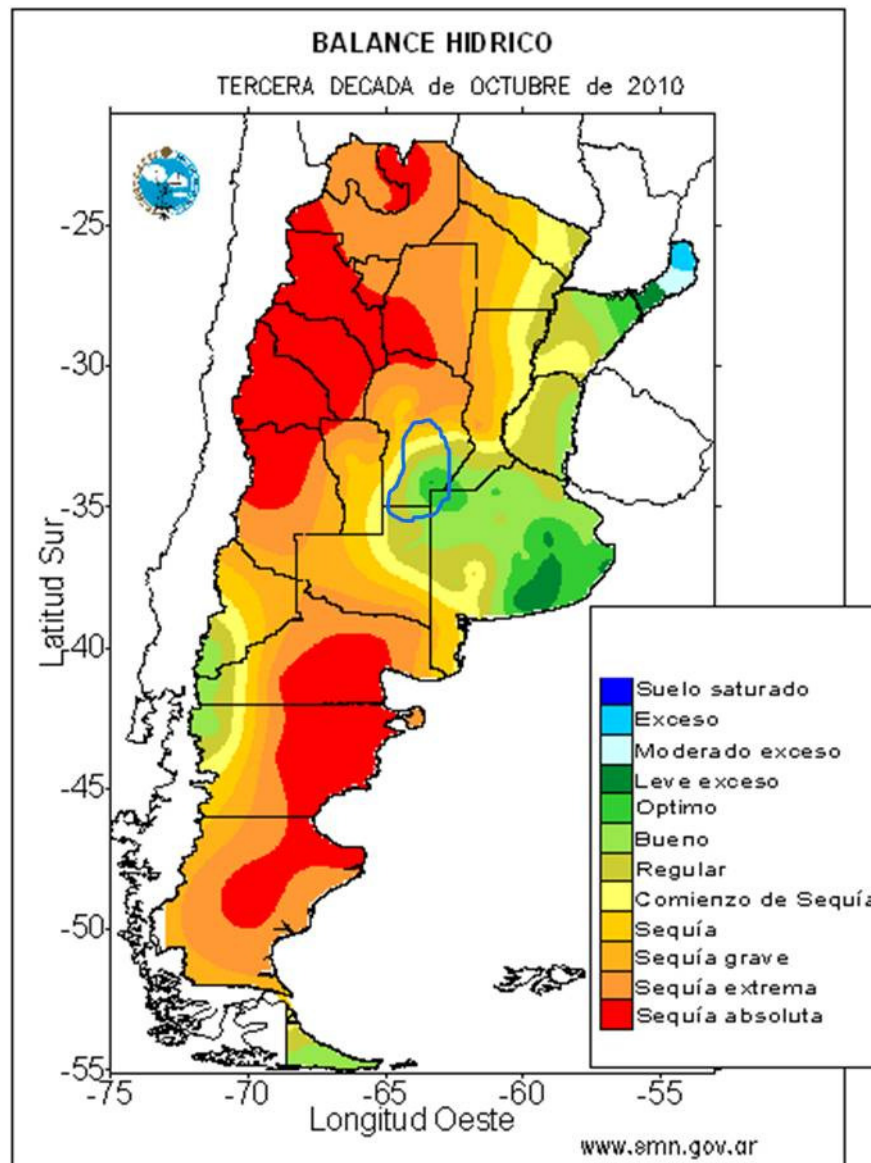 BALANCE HIDRICO
TERCERA DECADA de OCTUBRE de 2010
-75 -70 -65 -60 -55
-25
-30
-35
-40
-45
-50
-55
Latitud Sur
Suelo saturado
Exceso
Moderado exceso
Leve exceso
Optimo
Bueno
Regular
Comienzo de Sequía
Sequía
Sequía grave
Sequía extrema
Sequía absoluta
Longitud Oeste
www.smn.gov.ar